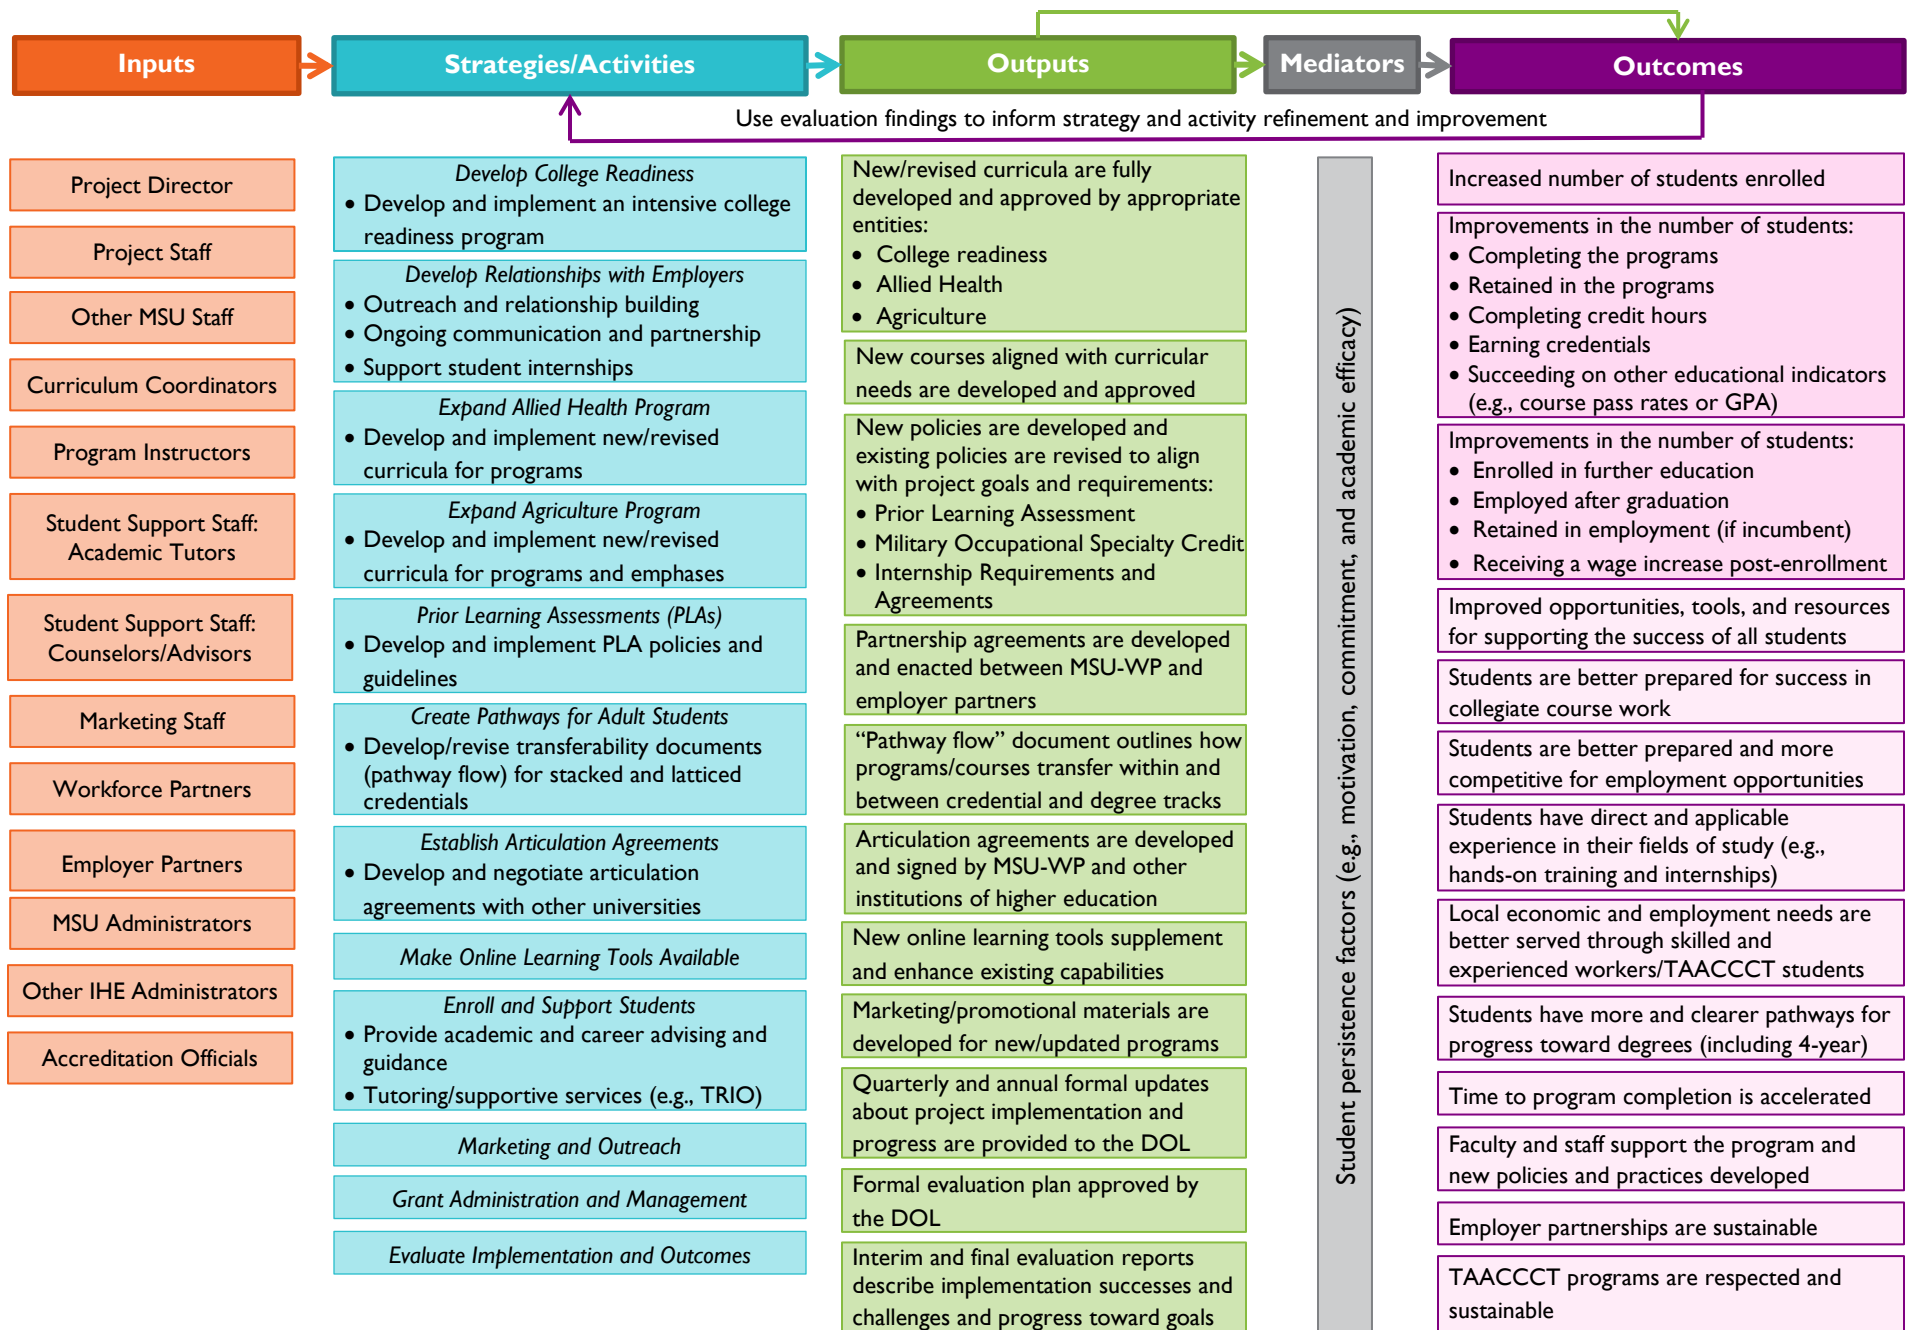 Inputs
Strategies/Activities
Outputs
Mediators
Outcomes
Use evaluation findings to inform strategy and activity refinement and improvement
Project Director
Project Staff
Other MSU Staff
Curriculum Coordinators
Program Instructors
Student Support Staff:
Academic Tutors
Student Support Staff:
Counselors/Advisors
Marketing Staff
Workforce Partners
Employer Partners
MSU Administrators
Other IHE Administrators
Accreditation Officials
Develop College Readiness
• Develop and implement an intensive college
readiness program
Develop Relationships with Employers
• Outreach and relationship building
• Ongoing communication and partnership
• Support student internships
Expand Allied Health Program
• Develop and implement new/revised
curricula for programs
Expand Agriculture Program
• Develop and implement new/revised
curricula for programs and emphases
Prior Learning Assessments (PLAs)
• Develop and implement PLA policies and
guidelines
Create Pathways for Adult Students
• Develop/revise transferability documents
(pathway flow) for stacked and latticed
credentials
Establish Articulation Agreements
• Develop and negotiate articulation
agreements with other universities
Make Online Learning Tools Available
Enroll and Support Students
• Provide academic and career advising and
guidance
• Tutoring/supportive services (e.g., TRIO)
Marketing and Outreach
Grant Administration and Management
Evaluate Implementation and Outcomes
New/revised curricula are fully
developed and approved by appropriate
entities:
• College readiness
• Allied Health
• Agriculture
New courses aligned with curricular
needs are developed and approved
New policies are developed and
existing policies are revised to align
with project goals and requirements:
• Prior Learning Assessment
• Military Occupational Specialty Credit
• Internship Requirements and
Agreements
Partnership agreements are developed
and enacted between MSU-WP and
employer partners
“Pathway flow” document outlines how
programs/courses transfer within and
between credential and degree tracks
Articulation agreements are developed
and signed by MSU-WP and other
institutions of higher education
New online learning tools supplement
and enhance existing capabilities
Marketing/promotional materials are
developed for new/updated programs
Quarterly and annual formal updates
about project implementation and
progress are provided to the DOL
Formal evaluation plan approved by
the DOL
Interim and final evaluation reports
describe implementation successes and
challenges and progress toward goals
Student persistence factors (e.g., motivation, commitment, and academic efficacy)
Increased number of students enrolled
Improvements in the number of students:
• Completing the programs
• Retained in the programs
• Completing credit hours
• Earning credentials
• Succeeding on other educational indicators
(e.g., course pass rates or GPA)
Improvements in the number of students:
• Enrolled in further education
• Employed after graduation
• Retained in employment (if incumbent)
• Receiving a wage increase post-enrollment
Improved opportunities, tools, and resources
for supporting the success of all students
Students are better prepared for success in
collegiate course work
Students are better prepared and more
competitive for employment opportunities
Students have direct and applicable
experience in their fields of study (e.g.,
hands-on training and internships)
Local economic and employment needs are
better served through skilled and
experienced workers/TAACCCT students
Students have more and clearer pathways for
progress toward degrees (including 4-year)
Time to program completion is accelerated
Faculty and staff support the program and
new policies and practices developed
Employer partnerships are sustainable
TAACCCT programs are respected and
sustainable